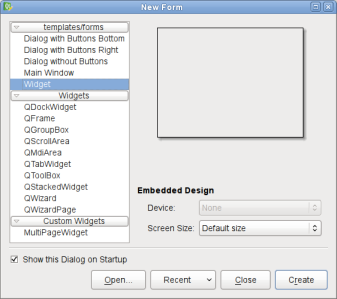 New Form
templates/forms
Dialog with Buttons Bottom
Dialog with Buttons Right
Dialog without Buttons
Main Window
Widget
Widgets
QDockWidget
QFrame
QGroupBox
QScrollArea
QMdiArea
QTabWidget
QToolBox
QStackedWidget
QWizard
QWizardPage
Custom Widgets
MultiPageWidget
Embedded Design
Device: None
Screen Size: Default size
Show this Dialog on Startup
Open... Recent Close Create